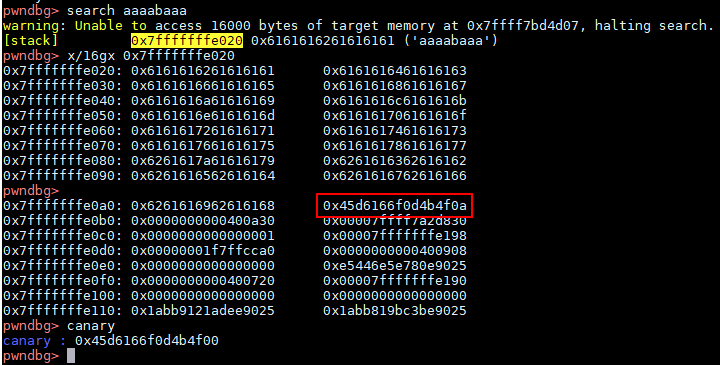 pwndbg> search aaaabaaa
warning: Unable to access 16000 bytes of target memory at 0x7ffff7bd4d07, halting search.
[stack] 0x7fffffffe020 0x6161616261616161 ('aaaabaaa')
pwndbg> x/16gx 0x7fffffffe020
0x7fffffffe020: 0x6161616261616161 0x6161616461616163
0x7fffffffe030: 0x6161616661616165 0x6161616861616167
0x7fffffffe040: 0x6161616a61616169 0x6161616c6161616b
0x7fffffffe050: 0x6161616e6161616d 0x616161706161616f
0x7fffffffe060: 0x6161617261616171 0x6161617461616173
0x7fffffffe070: 0x6161617661616175 0x6161617861616177
0x7fffffffe080: 0x6261617a61616179 0x6261616362616162
0x7fffffffe090: 0x6261616562616164 0x6261616762616166
pwndbg>
0x7fffffffe0a0: 0x6261616962616168 0x45d6166f0d4b4f0a
0x7fffffffe0b0: 0x0000000000400a30 0x00007ffff7a2d830
0x7fffffffe0c0: 0x0000000000000001 0x00007fffffffe198
0x7fffffffe0d0: 0x00000001f7ffcca0 0x0000000000400908
0x7fffffffe0e0: 0x0000000000000000 0xe5446e5e780e9025
0x7fffffffe0f0: 0x0000000000400720 0x00007fffffffe190
0x7fffffffe100: 0x0000000000000000 0x0000000000000000
0x7fffffffe110: 0x1abb9121adee9025 0x1abb819bc3be9025
pwndbg> canary
canary : 0x45d6166f0d4b4f00
pwndbg>